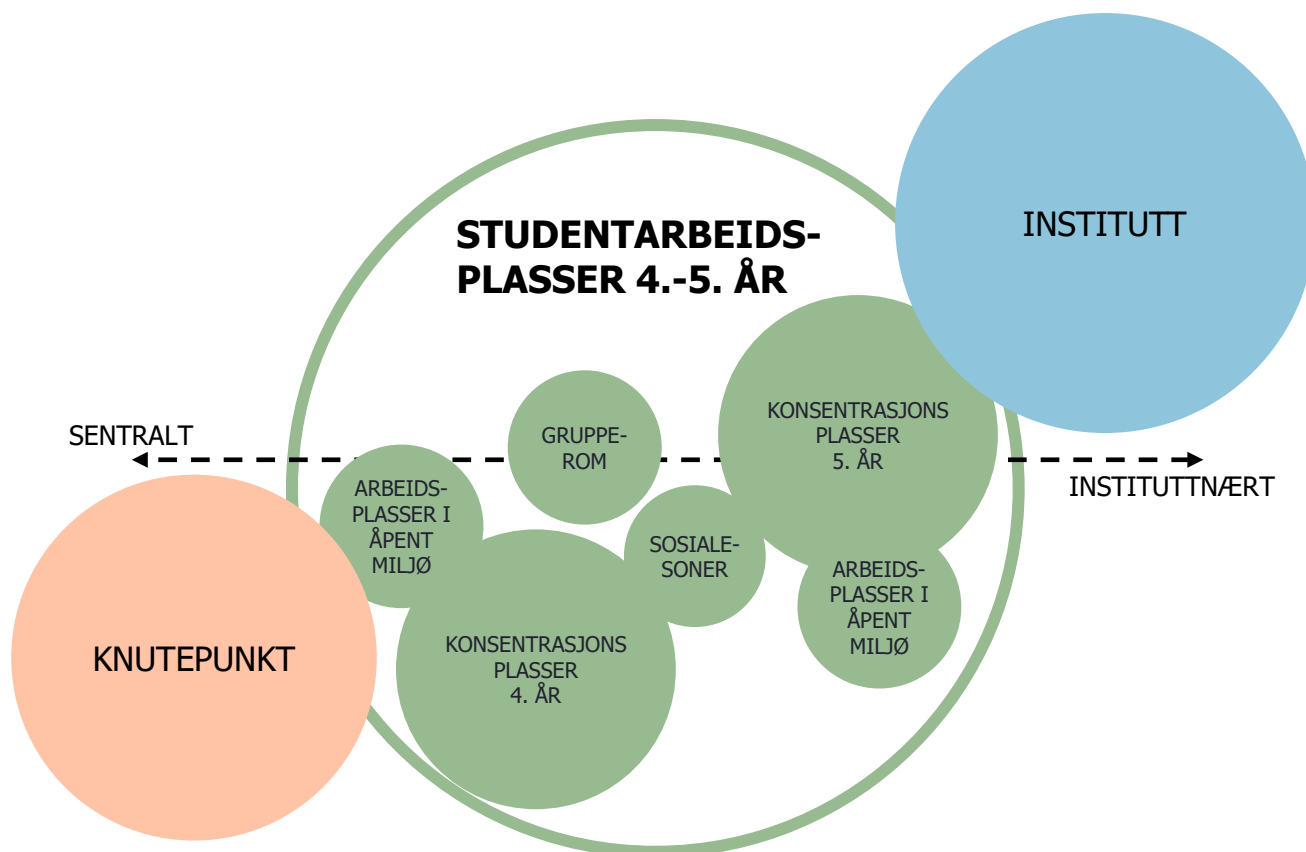 STUDENTARBEIDS-
PLASSER 4.-5. ÅR
INSTITUTT
SENTRALT
INSTITUTTNÆRT
GRUPPE-
ROM
KONSENTRASJONS
PLASSER
5. ÅR
ARBEIDS-
PLASSER I
ÅPENT
MILJØ
SOSIALE-
SONER
ARBEIDS-
PLASSER I
ÅPENT
MILJØ
KONSENTRASJONS
PLASSER
4. ÅR
KNUTEPUNKT